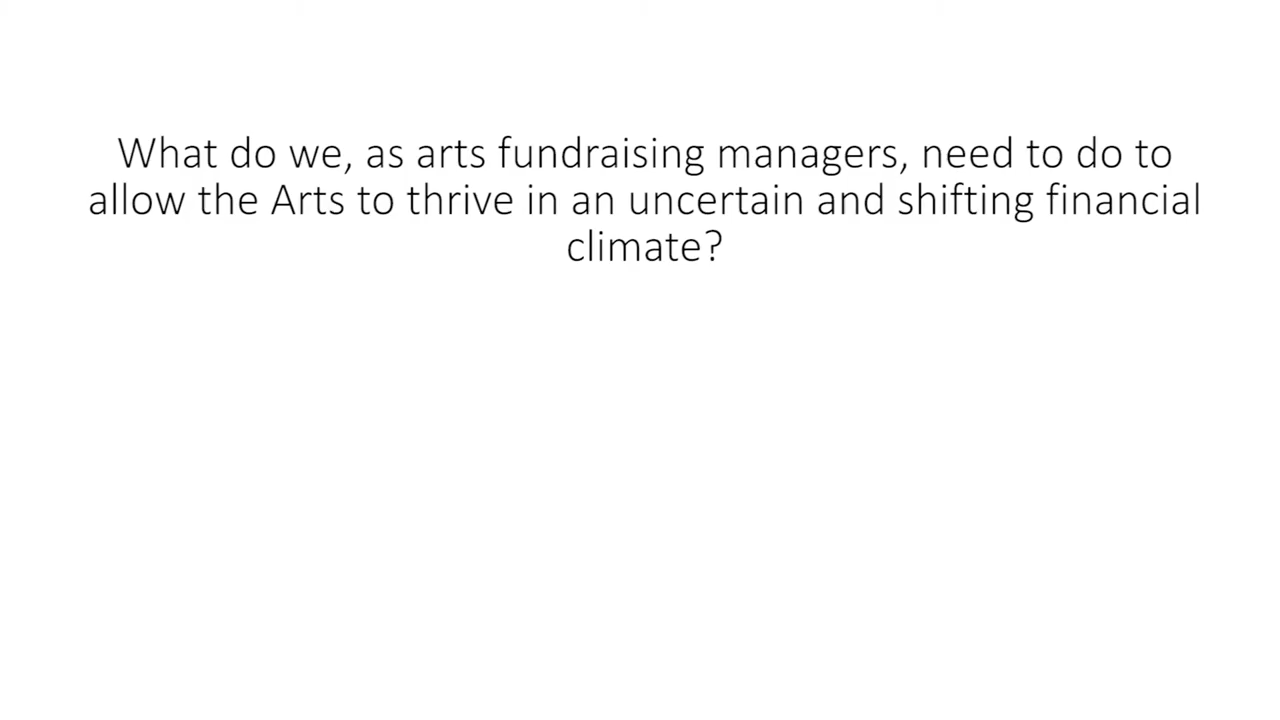 What do we, as arts fundraising managers, need to do to
allow the Arts to thrive in an uncertain and shifting financial
climate?